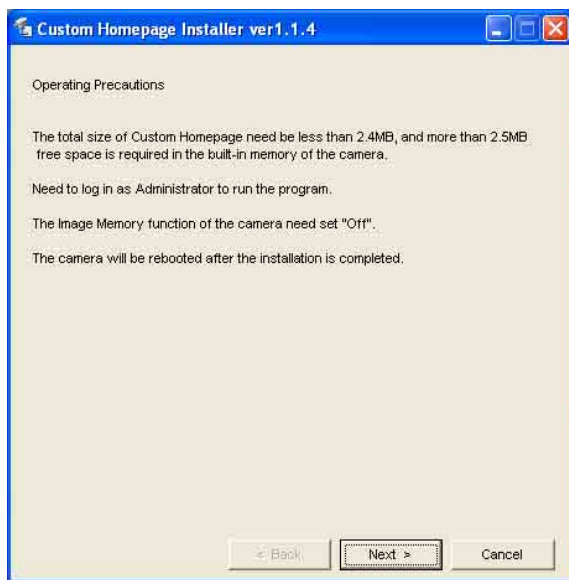 Custom Homepage Installer ver1.1.4
Operating Precautions
The total size of Custom Homepage need be less than 2.4MB, and more than 2.5MB
free space is required in the built-in memory of the camera.
Need to log in as Administrator to run the program.
The Image Memory function of the camera need set "Off".
The camera will be rebooted after the installation is completed.
< Back Next > Cancel